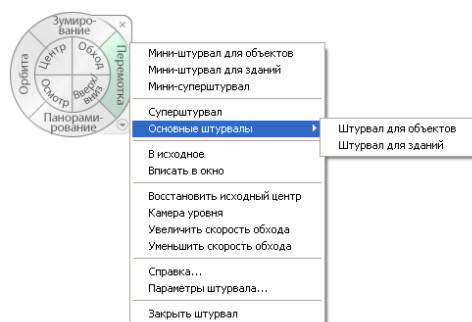 Зумиро-
вание
Центр
Обход
Орбита
Перемотка
Осмотр
Вверх/
вниз
Панорами-
рование
Мини-штурвал для объектов
Мини-штурвал для зданий
Мини-суперштурвал
Суперштурвал
Основные штурвалы
Штурвал для объектов
Штурвал для зданий
В исходное
Вписать в окно
Восстановить исходный центр
Камера уровня
Увеличить скорость обхода
Уменьшить скорость обхода
Справка...
Параметры штурвала...
Закрыть штурвал